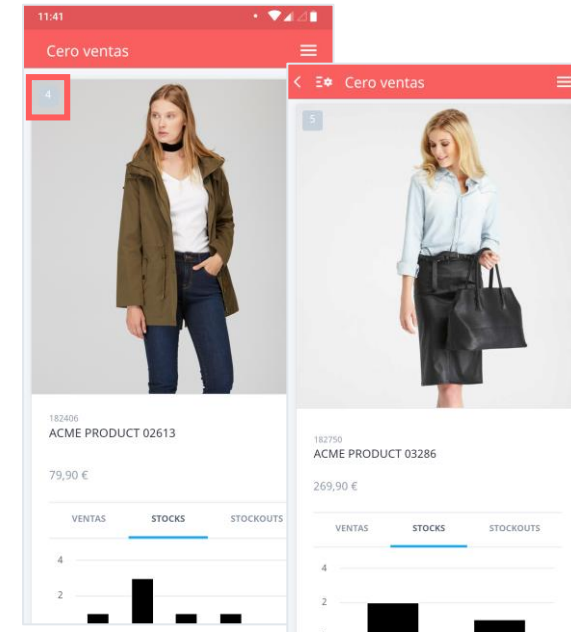 11:41
Cero ventas
4
182406
ACME PRODUCT 02613
79,90 €
VENTAS STOCKS STOCKOUTS
4
2
Cero ventas
5
182750
ACME PRODUCT 03286
269,90 €
VENTAS STOCKS STOCKOUTS
4
2